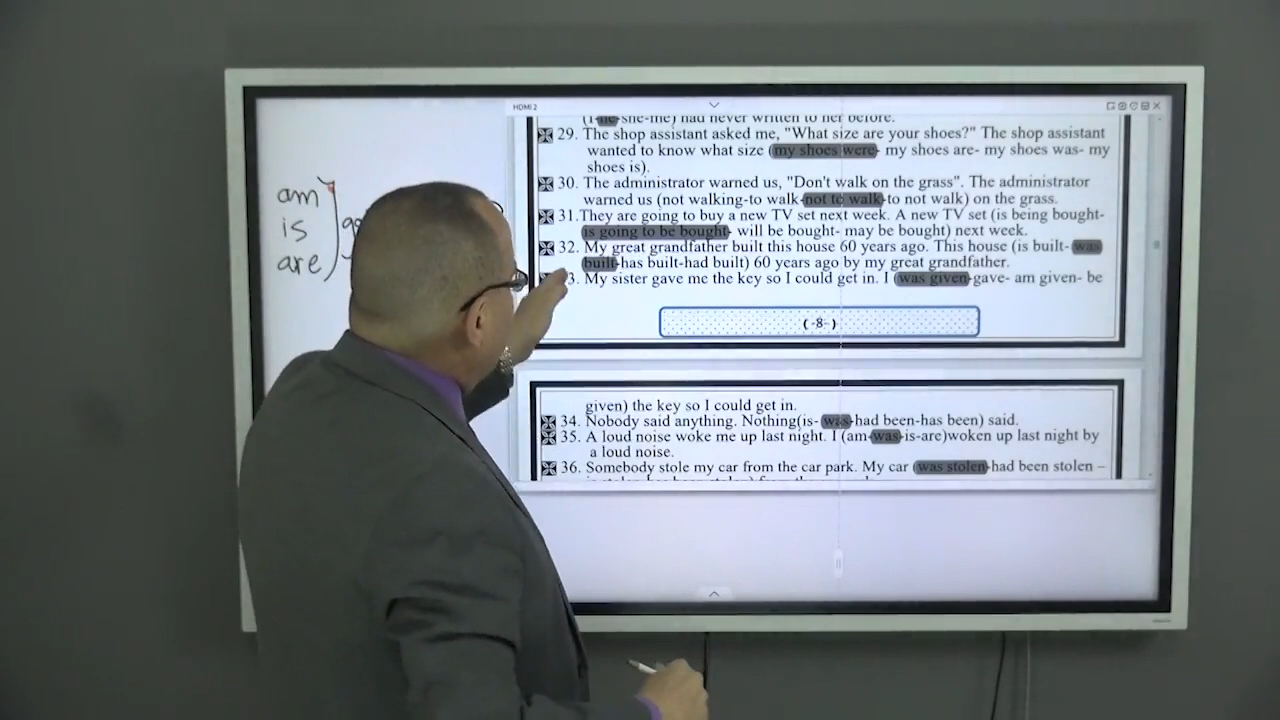 HDMI 2
(I-he-she-me) had never written to her before.
29. The shop assistant asked me, "What size are your shoes?" The shop assistant
wanted to know what size (my shoes were- my shoes are- my shoes was- my
shoes is).
30. The administrator warned us, "Don't walk on the grass". The administrator
warned us (not walking-to walk-not to walk-to not walk) on the grass.
31.They are going to buy a new TV set next week. A new TV set (is being bought-
is going to be bought- will be bought- may be bought) next week.
32. My great grandfather built this house 60 years ago. This house (is built- was
built-has built-had built) 60 years ago by my great grandfather.
3. My sister gave me the key so I could get in. I (was given-gave- am given- be
am
is
are
( -8- )
given) the key so I could get in.
34. Nobody said anything. Nothing(is- was-had been-has been) said.
35. A loud noise woke me up last night. I (am-was-is-are)woken up last night by
a loud noise.
36. Somebody stole my car from the car park. My car (was stolen-had been stolen –